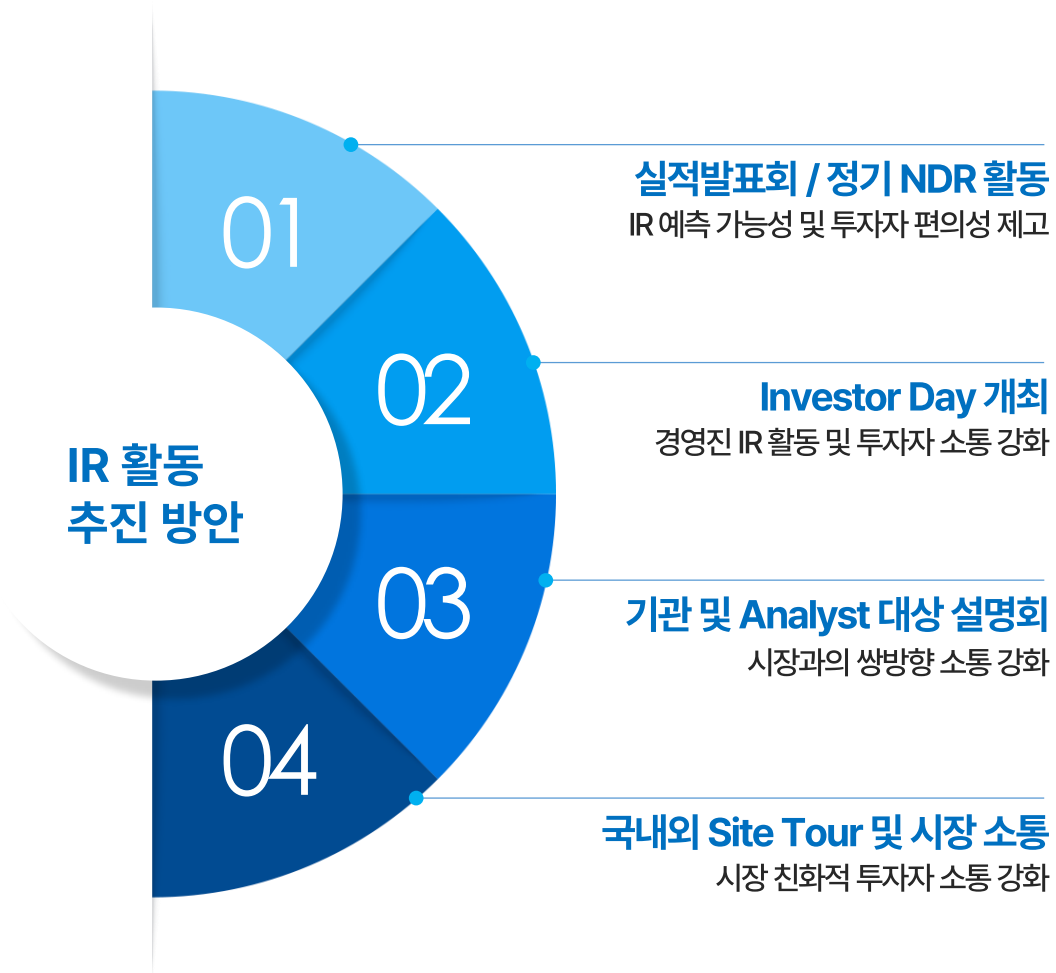 IR 활동
추진 방안
01
실적발표회 / 정기 NDR 활동
IR 예측 가능성 및 투자자 편의성 제고
02
Investor Day 개최
경영진 IR 활동 및 투자자 소통 강화
03
기관 및 Analyst 대상 설명회
시장과의 쌍방향 소통 강화
04
국내외 Site Tour 및 시장 소통
시장 친화적 투자자 소통 강화